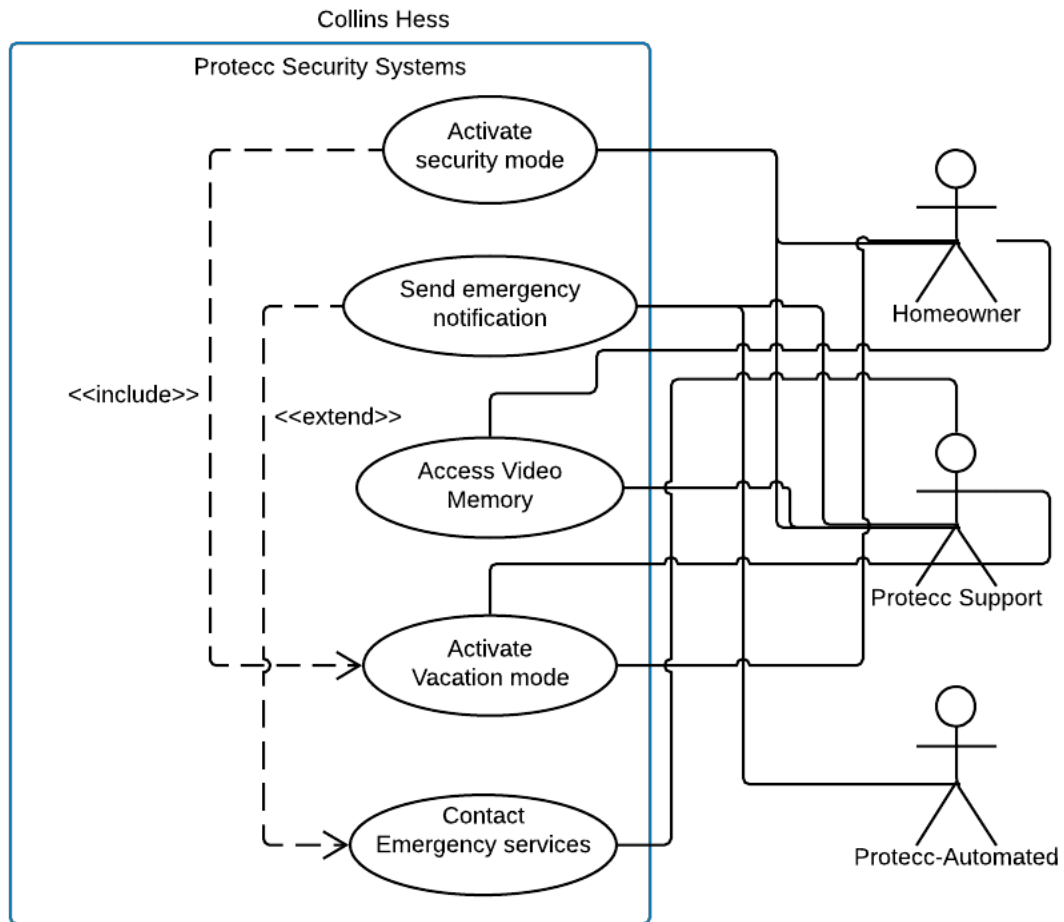 Collins Hess
Protecc Security Systems
Activate
security mode
Send emergency
notification
Homeowner
<<include>>
<<extend>>
Access Video
Memory
Protecc Support
Activate
Vacation mode
Contact
Emergency services
Protecc-Automated